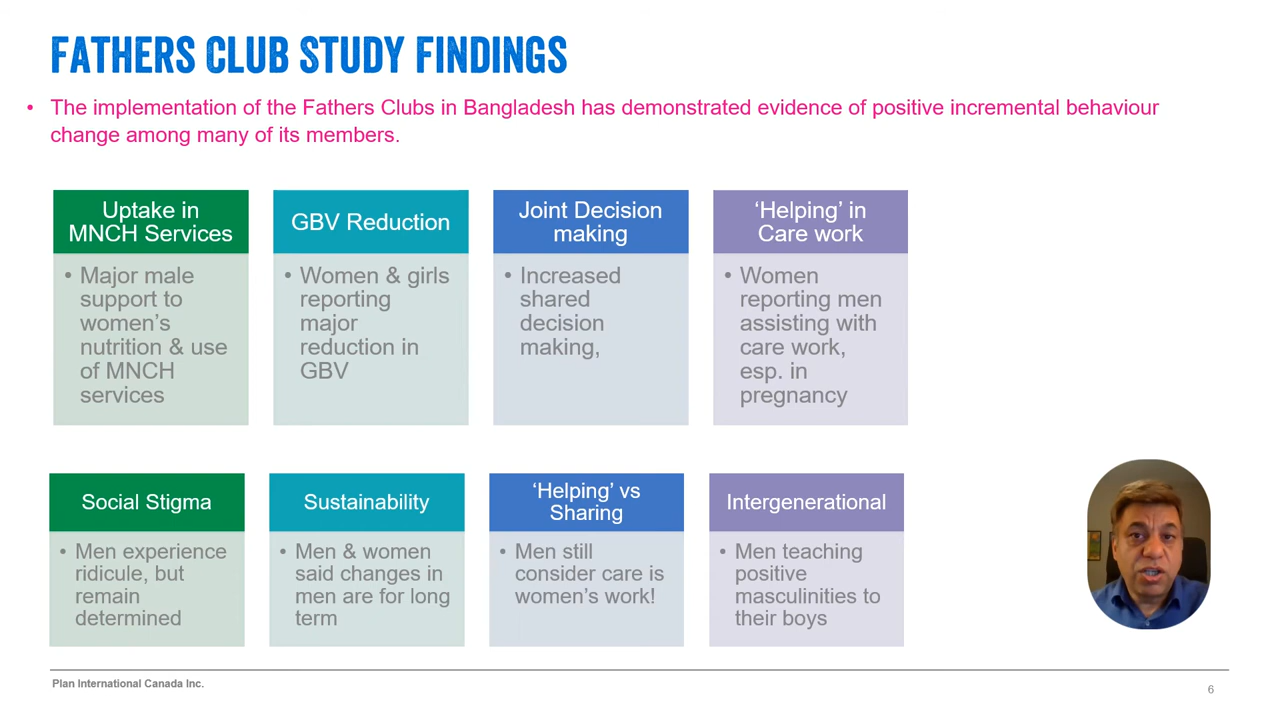 FATHERS CLUB STUDY FINDINGS
• The implementation of the Fathers Clubs in Bangladesh has demonstrated evidence of positive incremental behaviour
change among many of its members.
Uptake in
MNCH Services
• Major male
support to
women's
nutrition & use
of MNCH
services
GBV Reduction
• Women & girls
reporting
major
reduction in
GBV
Joint Decision
making
• Increased
shared
decision
making,
‘Helping’ in
Care work
• Women
reporting men
assisting with
care work,
esp. in
pregnancy
Social Stigma
• Men experience
ridicule, but
remain
determined
Sustainability
• Men & women
said changes in
men are for long
term
‘Helping’ vs
Sharing
• Men still
consider care is
women’s work!
Intergenerational
• Men teaching
positive
masculinities to
their boys
Plan International Canada Inc.
6